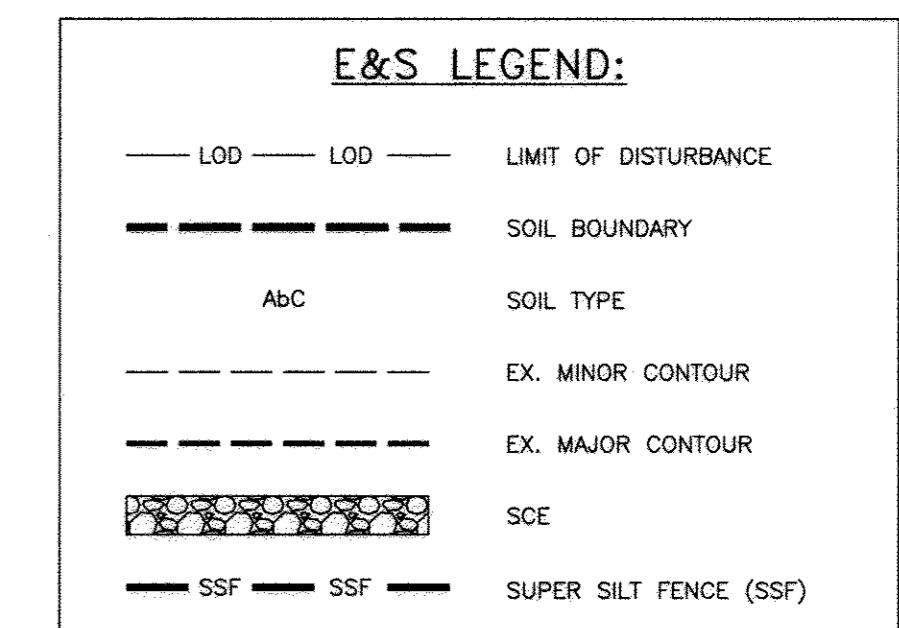 E&S LEGEND:
LOD LOD LIMIT OF DISTURBANCE
SOIL BOUNDARY
AbC SOIL TYPE
EX. MINOR CONTOUR
EX. MAJOR CONTOUR
SCE
SSF SSF SUPER SILT FENCE (SSF)